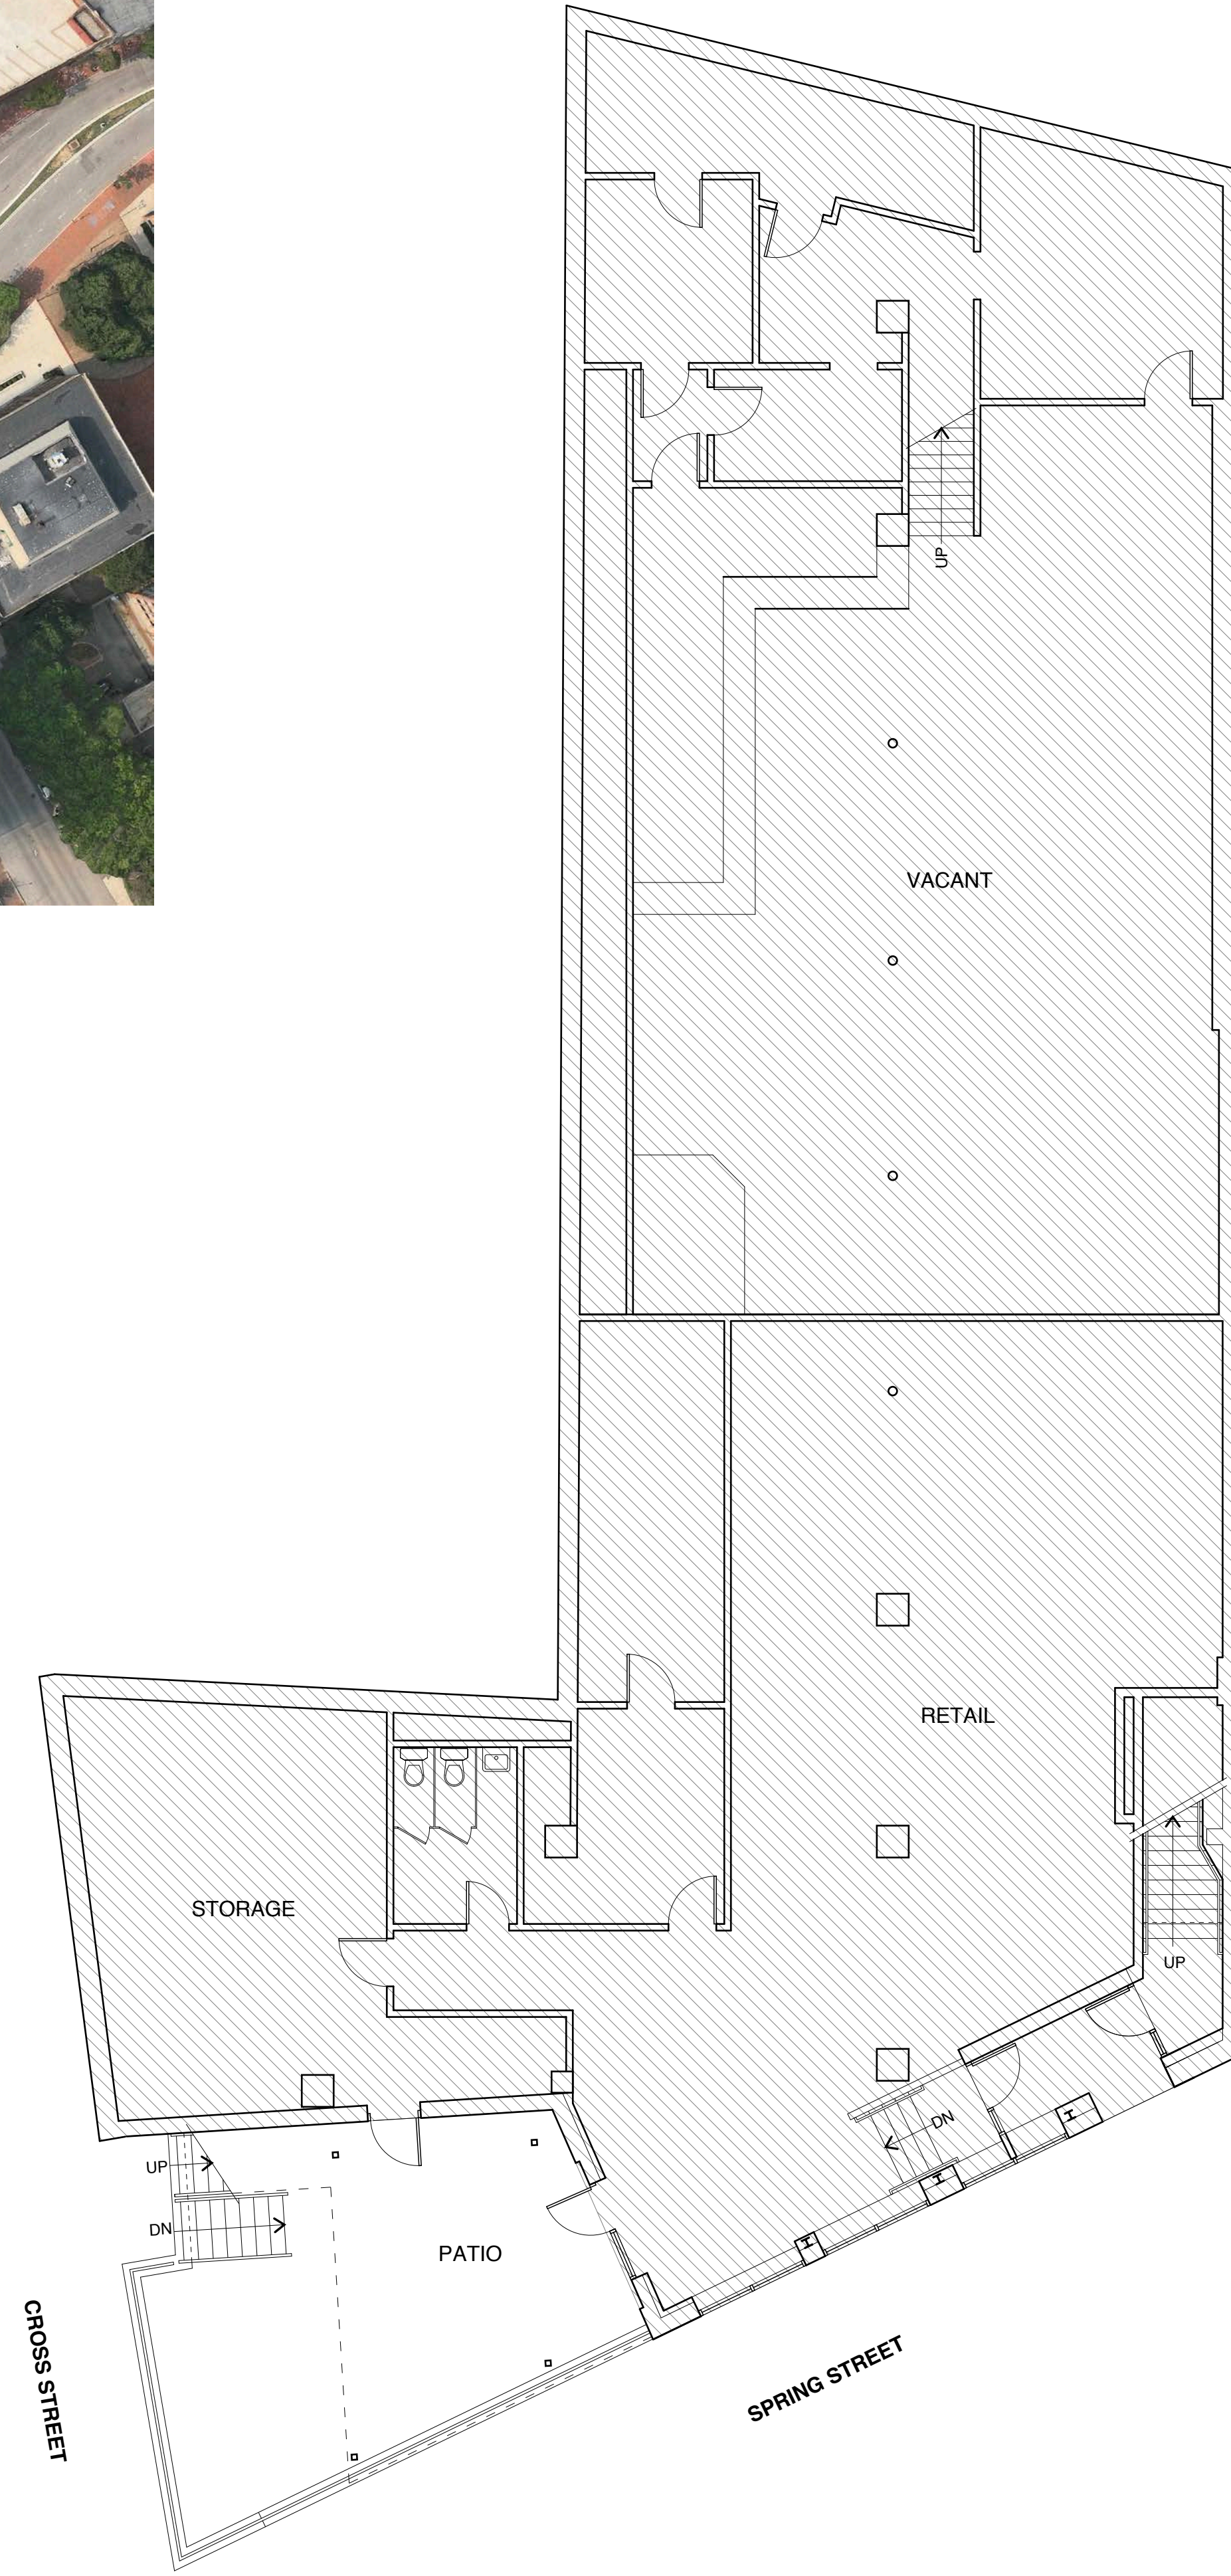 UP
VACANT
RETAIL
STORAGE
UP
DN
UP
DN
PATIO
CROSS STREET
SPRING STREET